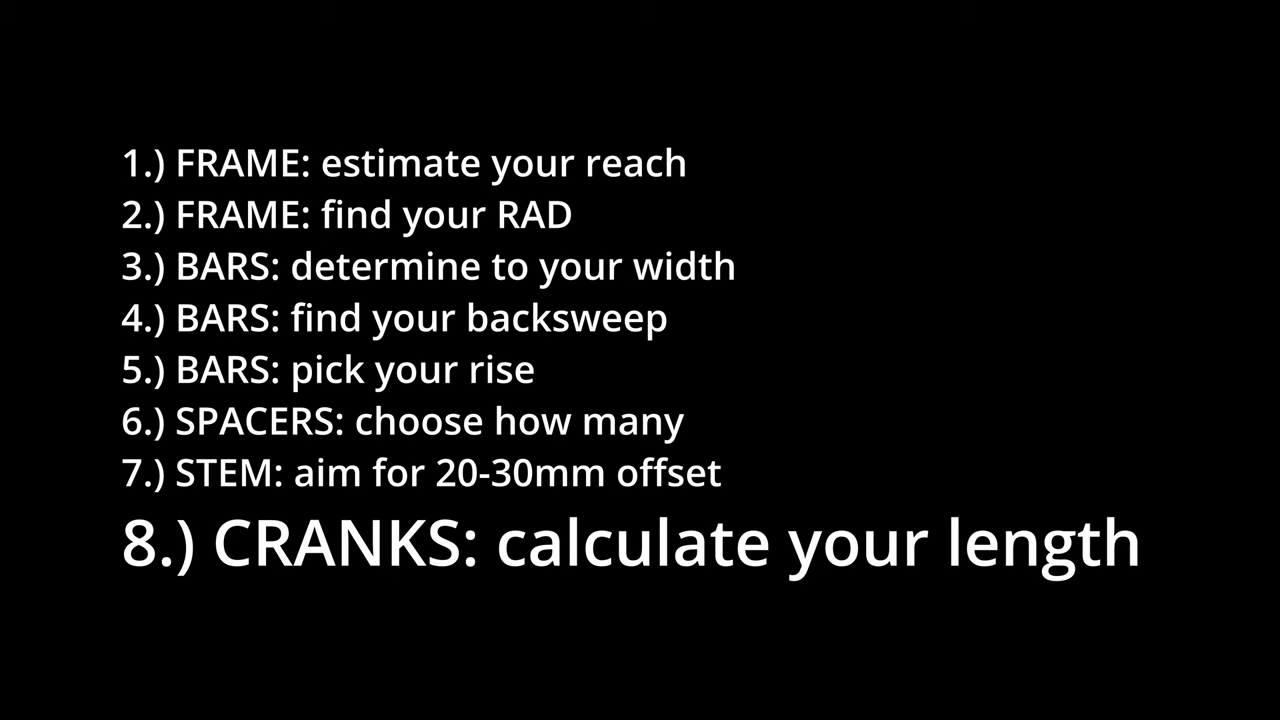 1.) FRAME: estimate your reach
2.) FRAME: find your RAD
3.) BARS: determine to your width
4.) BARS: find your backsweep
5.) BARS: pick your rise
6.) SPACERS: choose how many
7.) STEM: aim for 20-30mm offset
8.) CRANKS: calculate your length